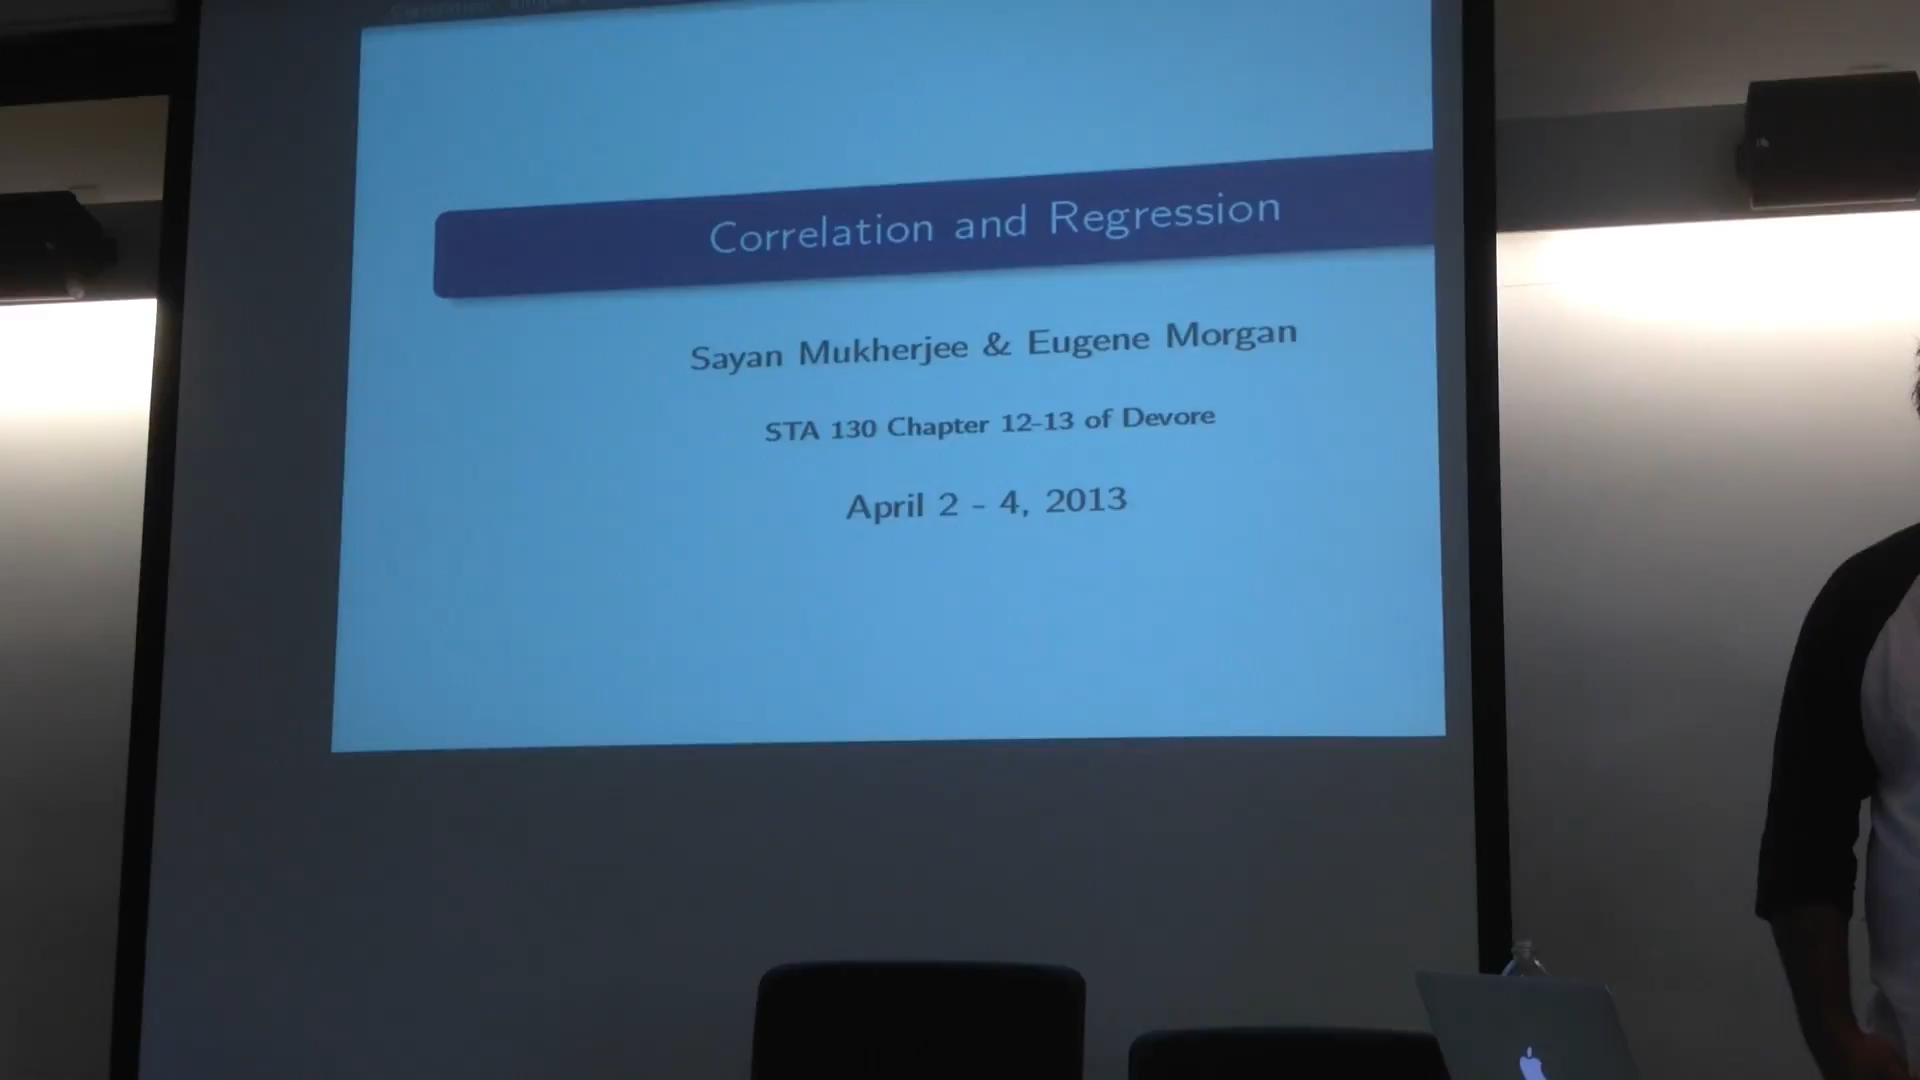 Correlation and Regression
Sayan Mukherjee & Eugene Morgan
STA 130 Chapter 12-13 of Devore
April 2 - 4, 2013